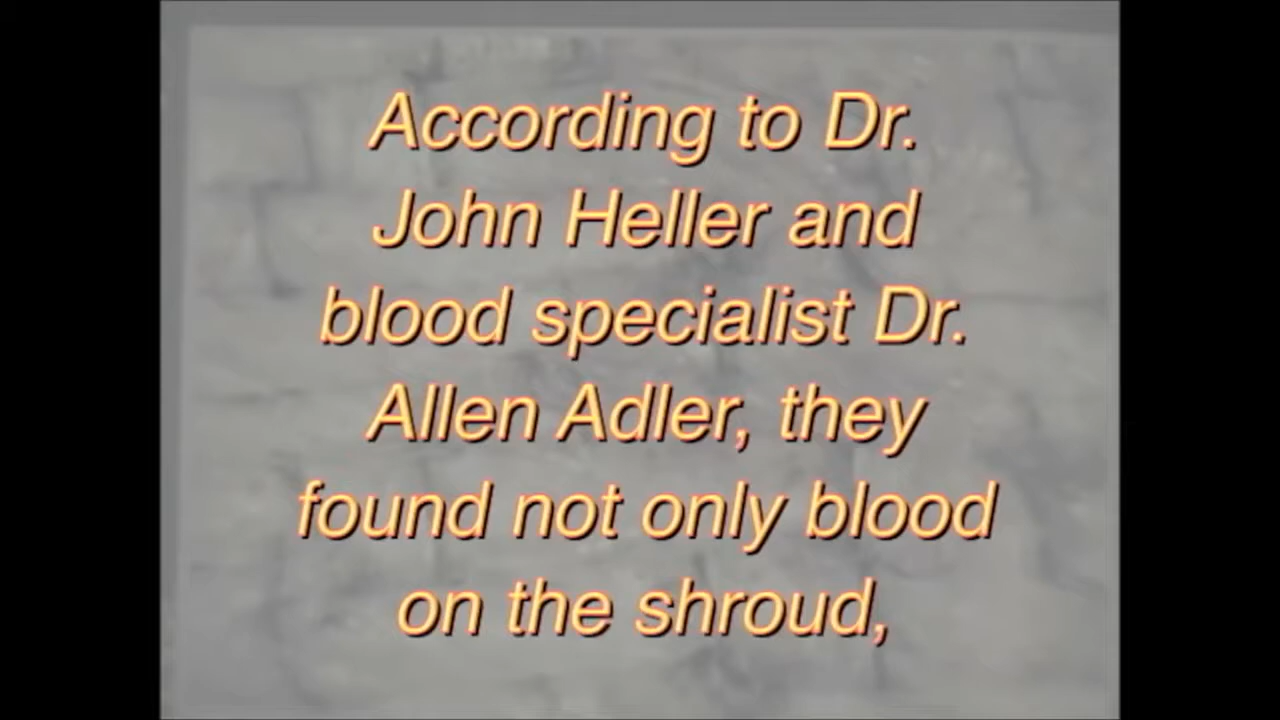 According to Dr.
John Heller and
blood specialist Dr.
Allen Adler, they
found not only blood
on the shroud,